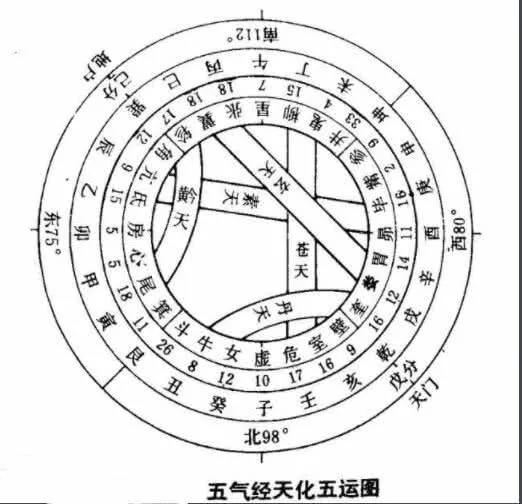 南112°
西80°
北98°
东75°
地户
己分
戊分
天门
午 丁 未 坤 申 庚 酉 辛 戌 乾 亥 壬 子 癸 丑 艮 寅 甲 卯 乙 辰 巽 巳 丙
7 15 4 33 9 2 16 11 14 12 16 9 16 17 10 12 8 26 11 18 5 5 15 9 12 17 18 18
星 柳 鬼 井 参 觜 毕 昴 胃 娄 奎 壁 室 危 虚 女 牛 斗 箕 尾 心 房 氐 亢 角 轸 翼 张
黅天
素天
玄天
苍天
丹天
五气经天化五运图